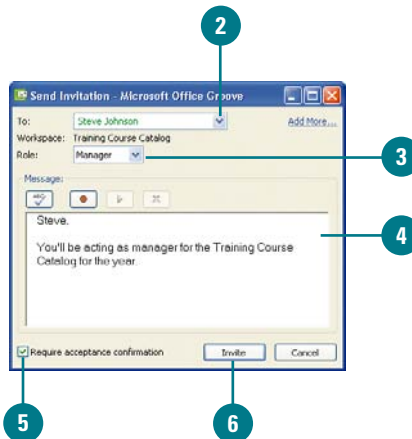 2
Send Invitation - Microsoft Office Groove
To: Steve Johnson Add More...
Workspace: Training Course Catalog
Role: Manager
3
Message:
ABC
Steve,
4
You'll be acting as manager for the Training Course
Catalog for the year.
Require acceptance confirmation Invite Cancel
5 6